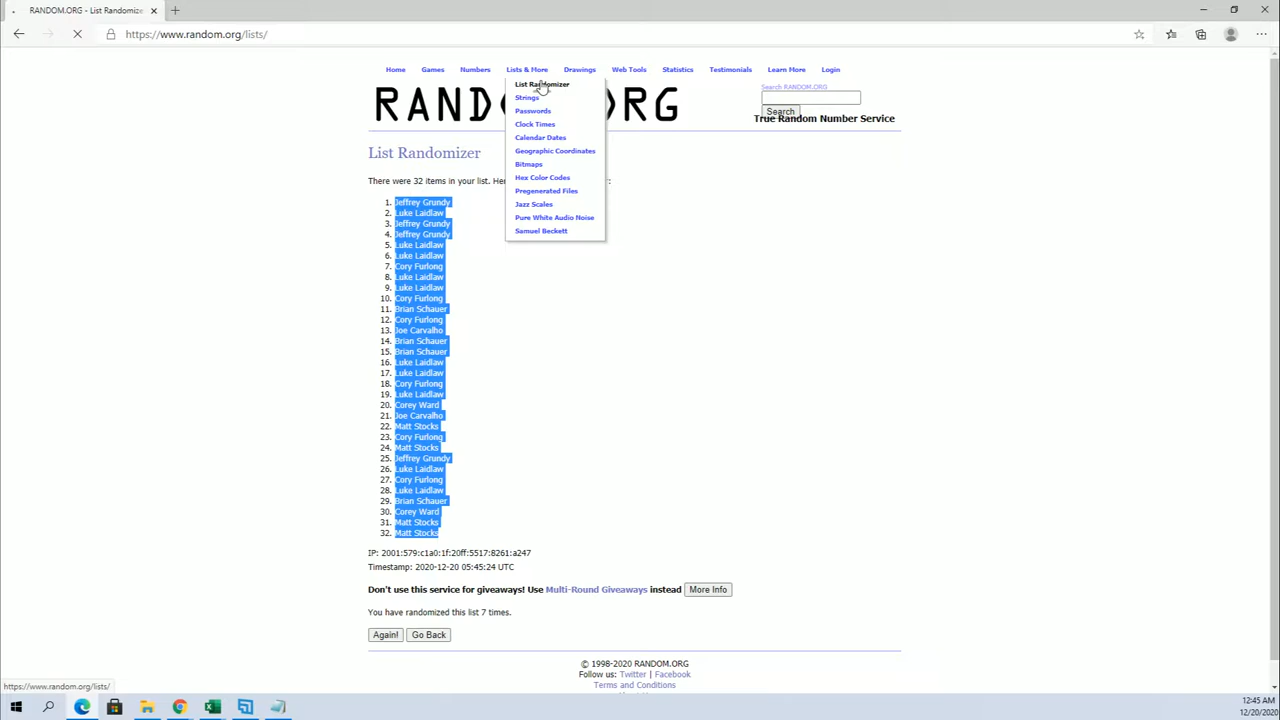 RANDOM.ORG - List Randomize
https://www.random.org/lists/
Home Games Numbers Lists & More Drawings Web Tools Statistics Testimonials Learn More Login
List Randomizer
Strings
Passwords
Clock Times
Calendar Dates
Geographic Coordinates
Bitmaps
Hex Color Codes
Pregenerated Files
Jazz Scales
Pure White Audio Noise
Samuel Beckett
Search RANDOM.ORG
Search
True Random Number Service
List Randomizer
There were 32 items in your list. Her
1. Jeffrey Grundy
2. Luke Laidlaw
3. Jeffrey Grundy
4. Jeffrey Grundy
5. Luke Laidlaw
6. Luke Laidlaw
7. Cory Furlong
8. Luke Laidlaw
9. Luke Laidlaw
10. Cory Furlong
11. Brian Schauer
12. Cory Furlong
13. Joe Carvalho
14. Brian Schauer
15. Brian Schauer
16. Luke Laidlaw
17. Luke Laidlaw
18. Cory Furlong
19. Luke Laidlaw
20. Corey Ward
21. Joe Carvalho
22. Matt Stocks
23. Cory Furlong
24. Matt Stocks
25. Jeffrey Grundy
26. Luke Laidlaw
27. Cory Furlong
28. Luke Laidlaw
29. Brian Schauer
30. Corey Ward
31. Matt Stocks
32. Matt Stocks
IP: 2001:579:c1a0:1f:20ff:5517:8261:a247
Timestamp: 2020-12-20 05:45:24 UTC
Don't use this service for giveaways! Use Multi-Round Giveaways instead More Info
You have randomized this list 7 times.
Again! Go Back
© 1998-2020 RANDOM.ORG
Follow us: Twitter | Facebook
Terms and Conditions
https://www.random.org/lists/
12:45 AM
12/20/2020